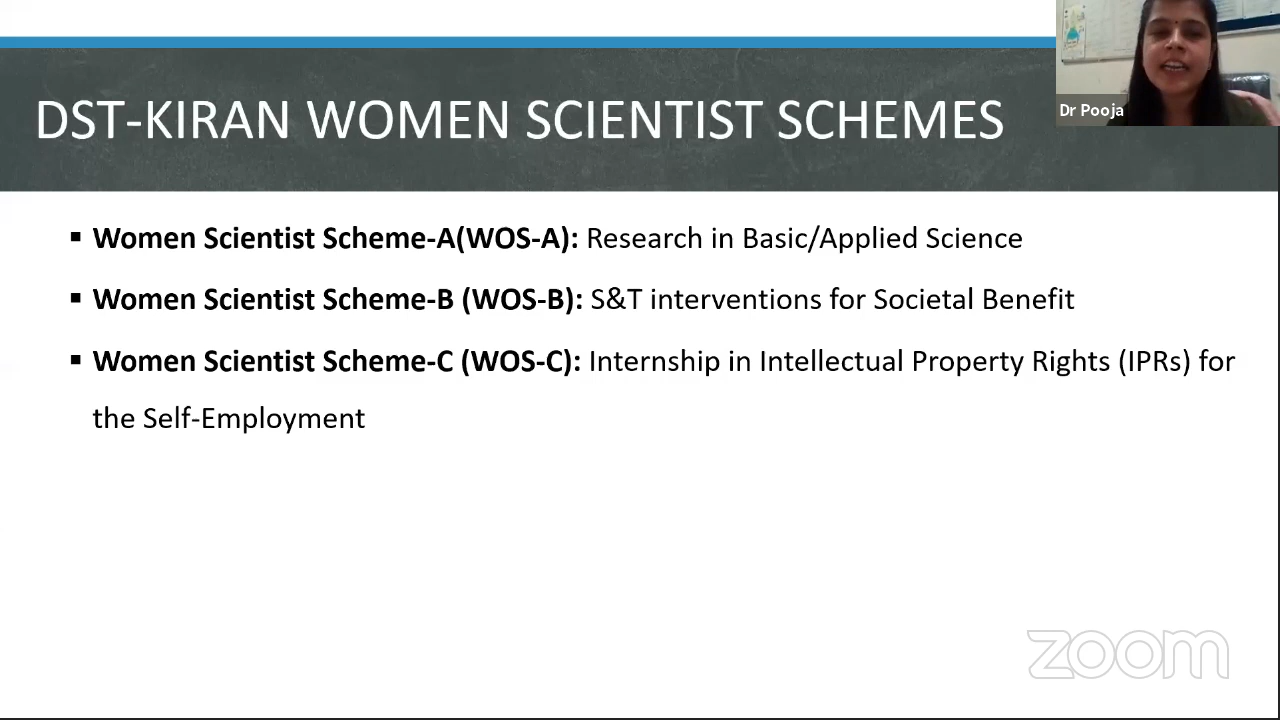 DST-KIRAN WOMEN SCIENTIST SCHEMES
Dr Pooja
▪ Women Scientist Scheme-A(WOS-A): Research in Basic/Applied Science
▪ Women Scientist Scheme-B (WOS-B): S&T interventions for Societal Benefit
▪ Women Scientist Scheme-C (WOS-C): Internship in Intellectual Property Rights (IPRs) for
the Self-Employment
zoom